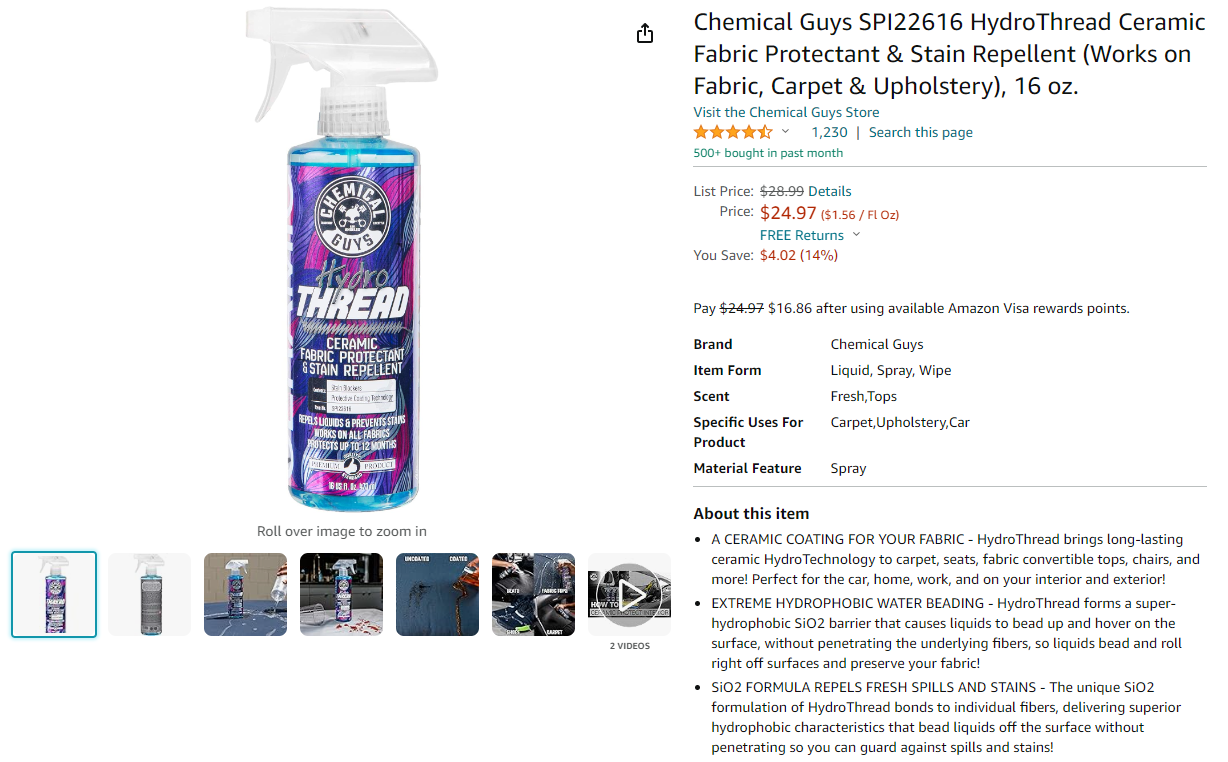 Chemical Guys SPI22616 HydroThread Ceramic
Fabric Protectant & Stain Repellent (Works on
Fabric, Carpet & Upholstery), 16 oz.
Visit the Chemical Guys Store
1,230 | Search this page
500+ bought in past month
List Price: $28.99 Details
Price: $24.97 ($1.56 / Fl Oz)
FREE Returns
You Save: $4.02 (14%)
Pay $24.97 $16.86 after using available Amazon Visa rewards points.
Brand Chemical Guys
Item Form Liquid, Spray, Wipe
Scent Fresh,Tops
Specific Uses For Carpet,Upholstery,Car
Product
Material Feature Spray
About this item
• A CERAMIC COATING FOR YOUR FABRIC - HydroThread brings long-lasting
ceramic HydroTechnology to carpet, seats, fabric convertible tops, chairs, and
more! Perfect for the car, home, work, and on your interior and exterior!
• EXTREME HYDROPHOBIC WATER BEADING - HydroThread forms a super-
hydrophobic SiO2 barrier that causes liquids to bead up and hover on the
surface, without penetrating the underlying fibers, so liquids bead and roll
right off surfaces and preserve your fabric!
• SiO2 FORMULA REPELS FRESH SPILLS AND STAINS - The unique SiO2
formulation of HydroThread bonds to individual fibers, delivering superior
hydrophobic characteristics that bead liquids off the surface without
penetrating so you can guard against spills and stains!
CHEMICAL
GUYS
Hydro
THREAD
CERAMIC
FABRIC PROTECTANT
& STAIN REPELLENT
Stain Blockers
Protective Coating Technology
SPI22616
REPELS LIQUIDS & PREVENTS STAINS
WORKS ON ALL FABRICS
PROTECTS UP TO 12 MONTHS
PREMIUM PRODUCT
Roll over image to zoom in
UNCOATED COATED
SEATS FABRIC TOPS
CARPET
HOW TO
2 VIDEOS